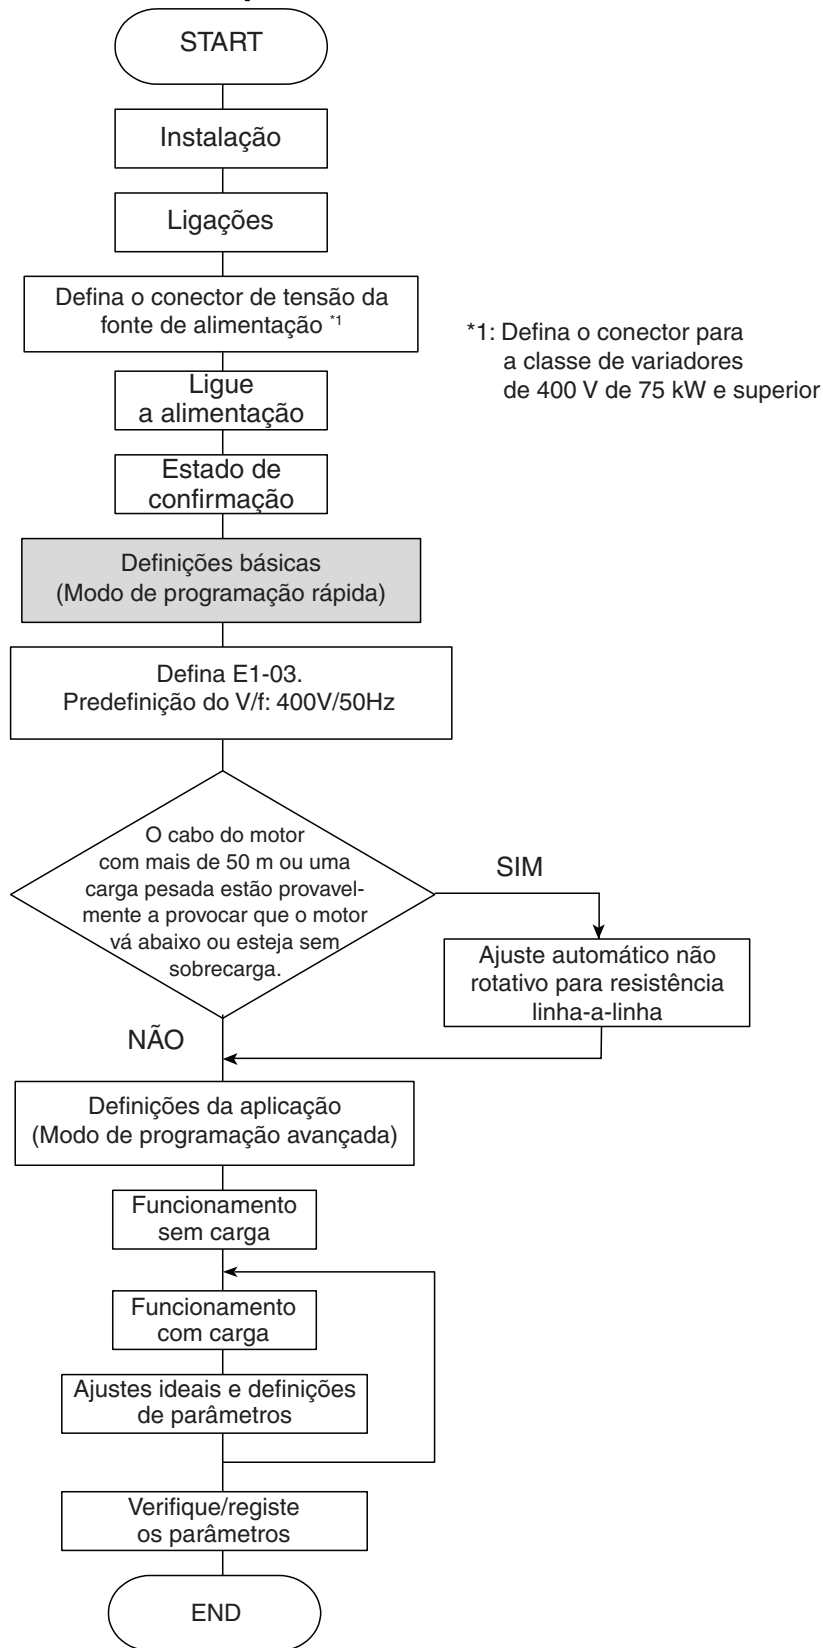 START
Instalação
Ligações
Defina o conector de tensão da
fonte de alimentação *1
*1: Defina o conector para
a classe de variadores
de 400 V de 75 kW e superior
Ligue
a alimentação
Estado de
confirmação
Definições básicas
(Modo de programação rápida)
Defina E1-03.
Predefinição do V/f: 400V/50Hz
O cabo do motor
com mais de 50 m ou uma
carga pesada estão provavel-
mente a provocar que o motor
vá abaixo ou esteja sem
sobrecarga.
SIM
Ajuste automático não
rotativo para resistência
linha-a-linha
NÃO
Definições da aplicação
(Modo de programação avançada)
Funcionamento
sem carga
Funcionamento
com carga
Ajustes ideais e definições
de parâmetros
Verifique/registe
os parâmetros
END